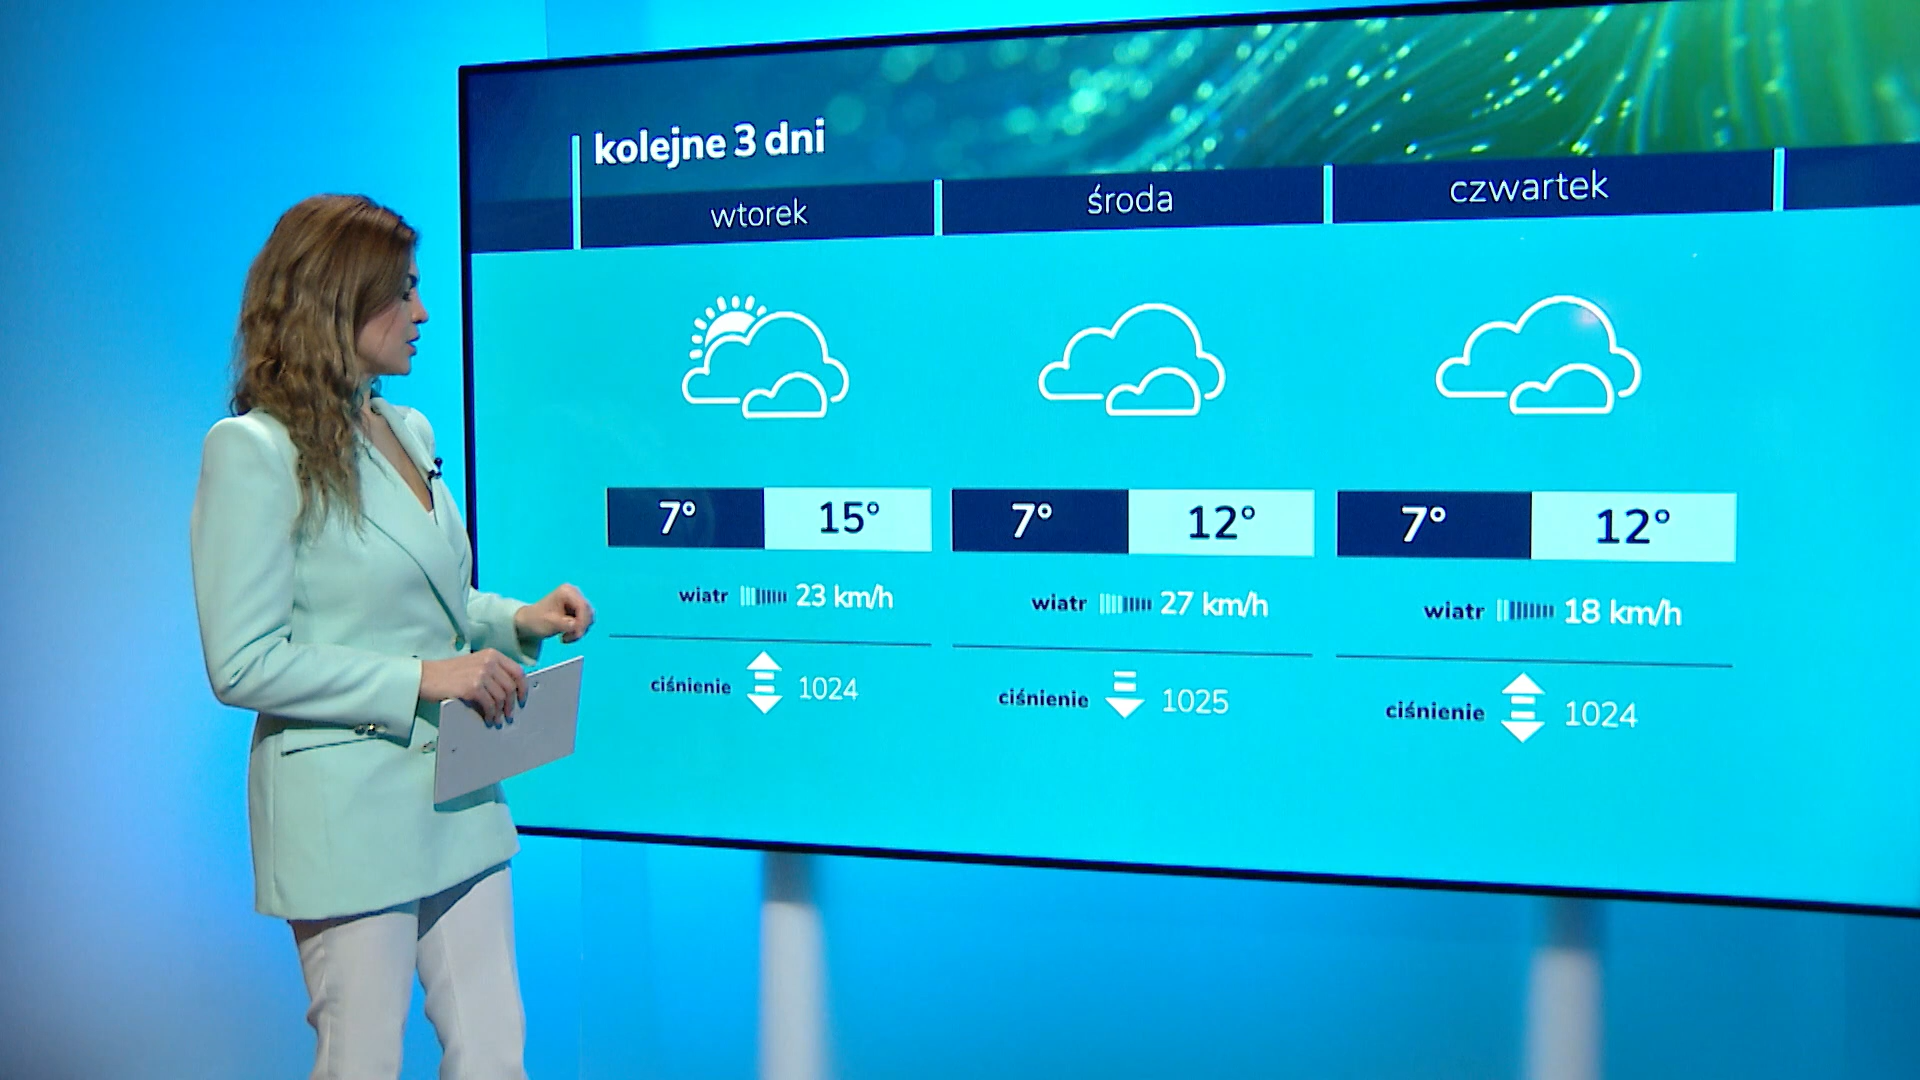 kolejne 3 dni
wtorek środa czwartek
7° 15° 7° 12° 7° 12°
wiatr 23 km/h wiatr 27 km/h wiatr 18 km/h
ciśnienie 1024 ciśnienie 1025 ciśnienie 1024